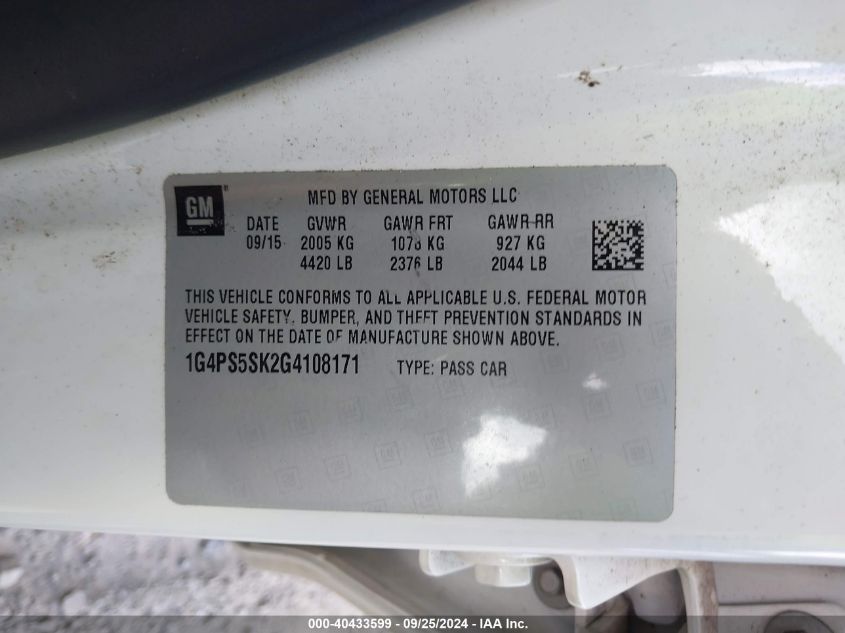 GM
MFD BY GENERAL MOTORS LLC
DATE GVWR GAWR FRT GAWR RR
09/15 2005 KG 1078 KG 927 KG
4420 LB 2376 LB 2044 LB
THIS VEHICLE CONFORMS TO ALL APPLICABLE U.S. FEDERAL MOTOR
VEHICLE SAFETY, BUMPER, AND THEFT PREVENTION STANDARDS IN
EFFECT ON THE DATE OF MANUFACTURE SHOWN ABOVE.
1G4PS5SK2G4108171 TYPE: PASS CAR
000-40433599 - 09/25/2024 - IAA Inc.